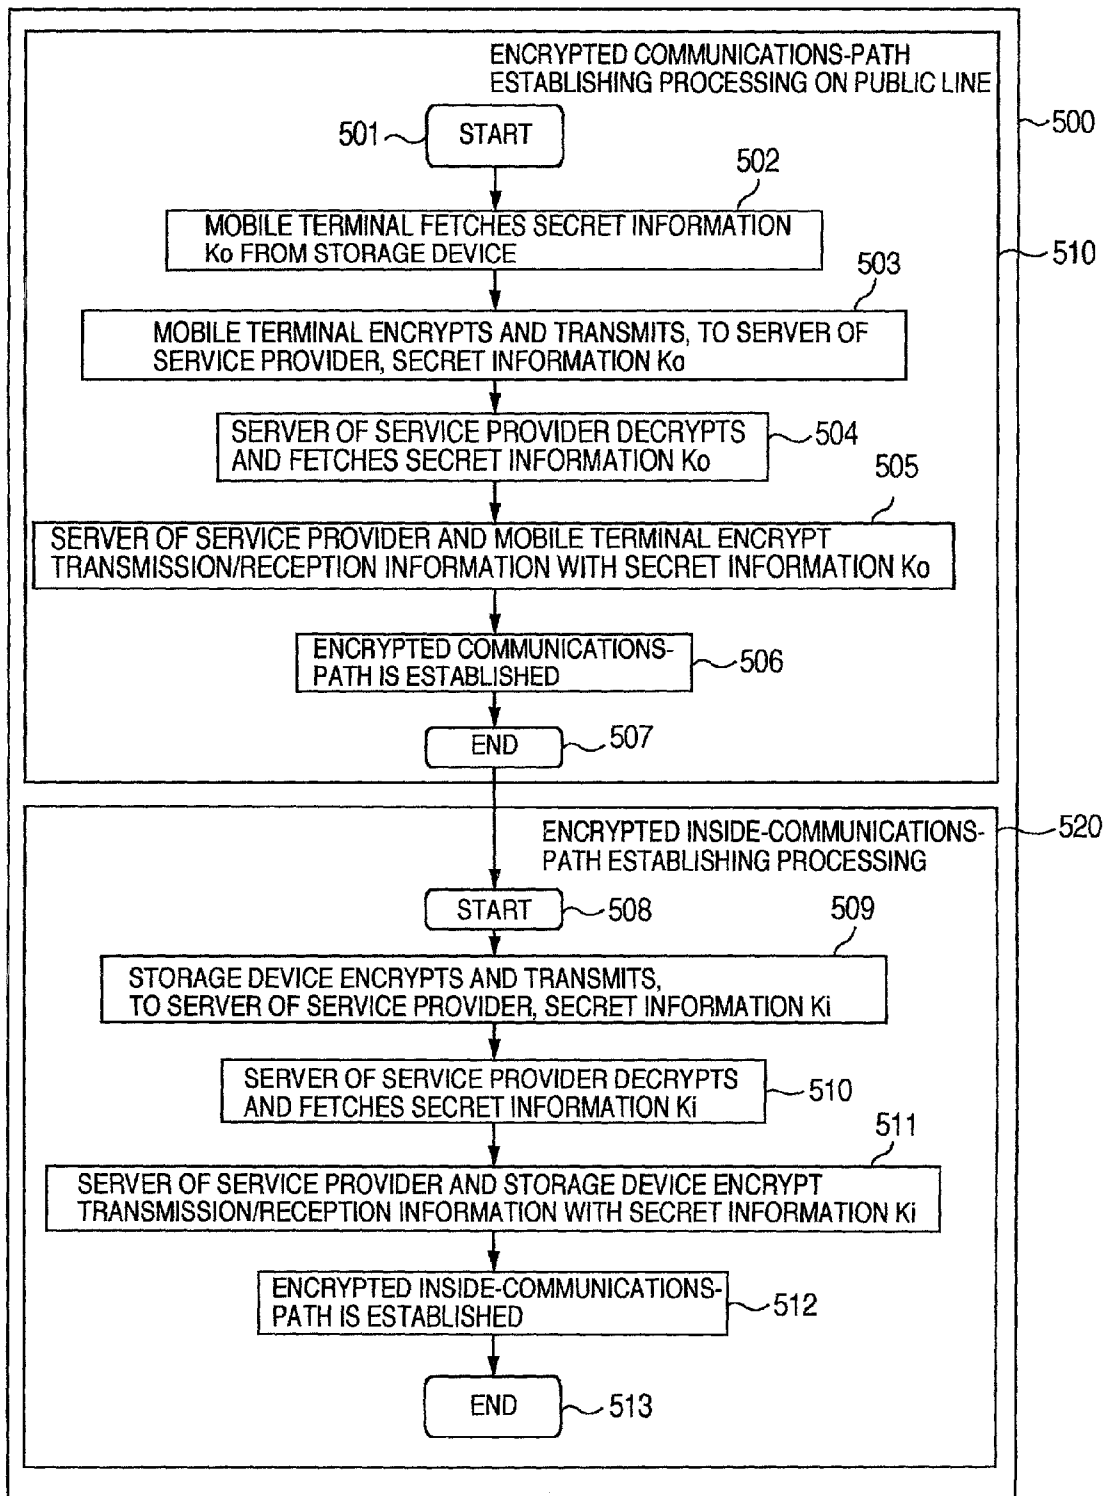 ENCRYPTED COMMUNICATIONS-PATH
ESTABLISHING PROCESSING ON PUBLIC LINE
500
501
START
502
MOBILE TERMINAL FETCHES SECRET INFORMATION
Ko FROM STORAGE DEVICE
510
503
MOBILE TERMINAL ENCRYPTS AND TRANSMITS, TO SERVER OF
SERVICE PROVIDER, SECRET INFORMATION Ko
SERVER OF SERVICE PROVIDER DECRYPTS
AND FETCHES SECRET INFORMATION Ko
504
505
SERVER OF SERVICE PROVIDER AND MOBILE TERMINAL ENCRYPT
TRANSMISSION/RECEPTION INFORMATION WITH SECRET INFORMATION Ko
ENCRYPTED COMMUNICATIONS-
PATH IS ESTABLISHED
506
END
507
ENCRYPTED INSIDE-COMMUNICATIONS-
PATH ESTABLISHING PROCESSING
520
START
508
509
STORAGE DEVICE ENCRYPTS AND TRANSMITS,
TO SERVER OF SERVICE PROVIDER, SECRET INFORMATION Ki
SERVER OF SERVICE PROVIDER DECRYPTS
AND FETCHES SECRET INFORMATION Ki
510
511
SERVER OF SERVICE PROVIDER AND STORAGE DEVICE ENCRYPT
TRANSMISSION/RECEPTION INFORMATION WITH SECRET INFORMATION Ki
ENCRYPTED INSIDE-COMMUNICATIONS-
PATH IS ESTABLISHED
512
END
513